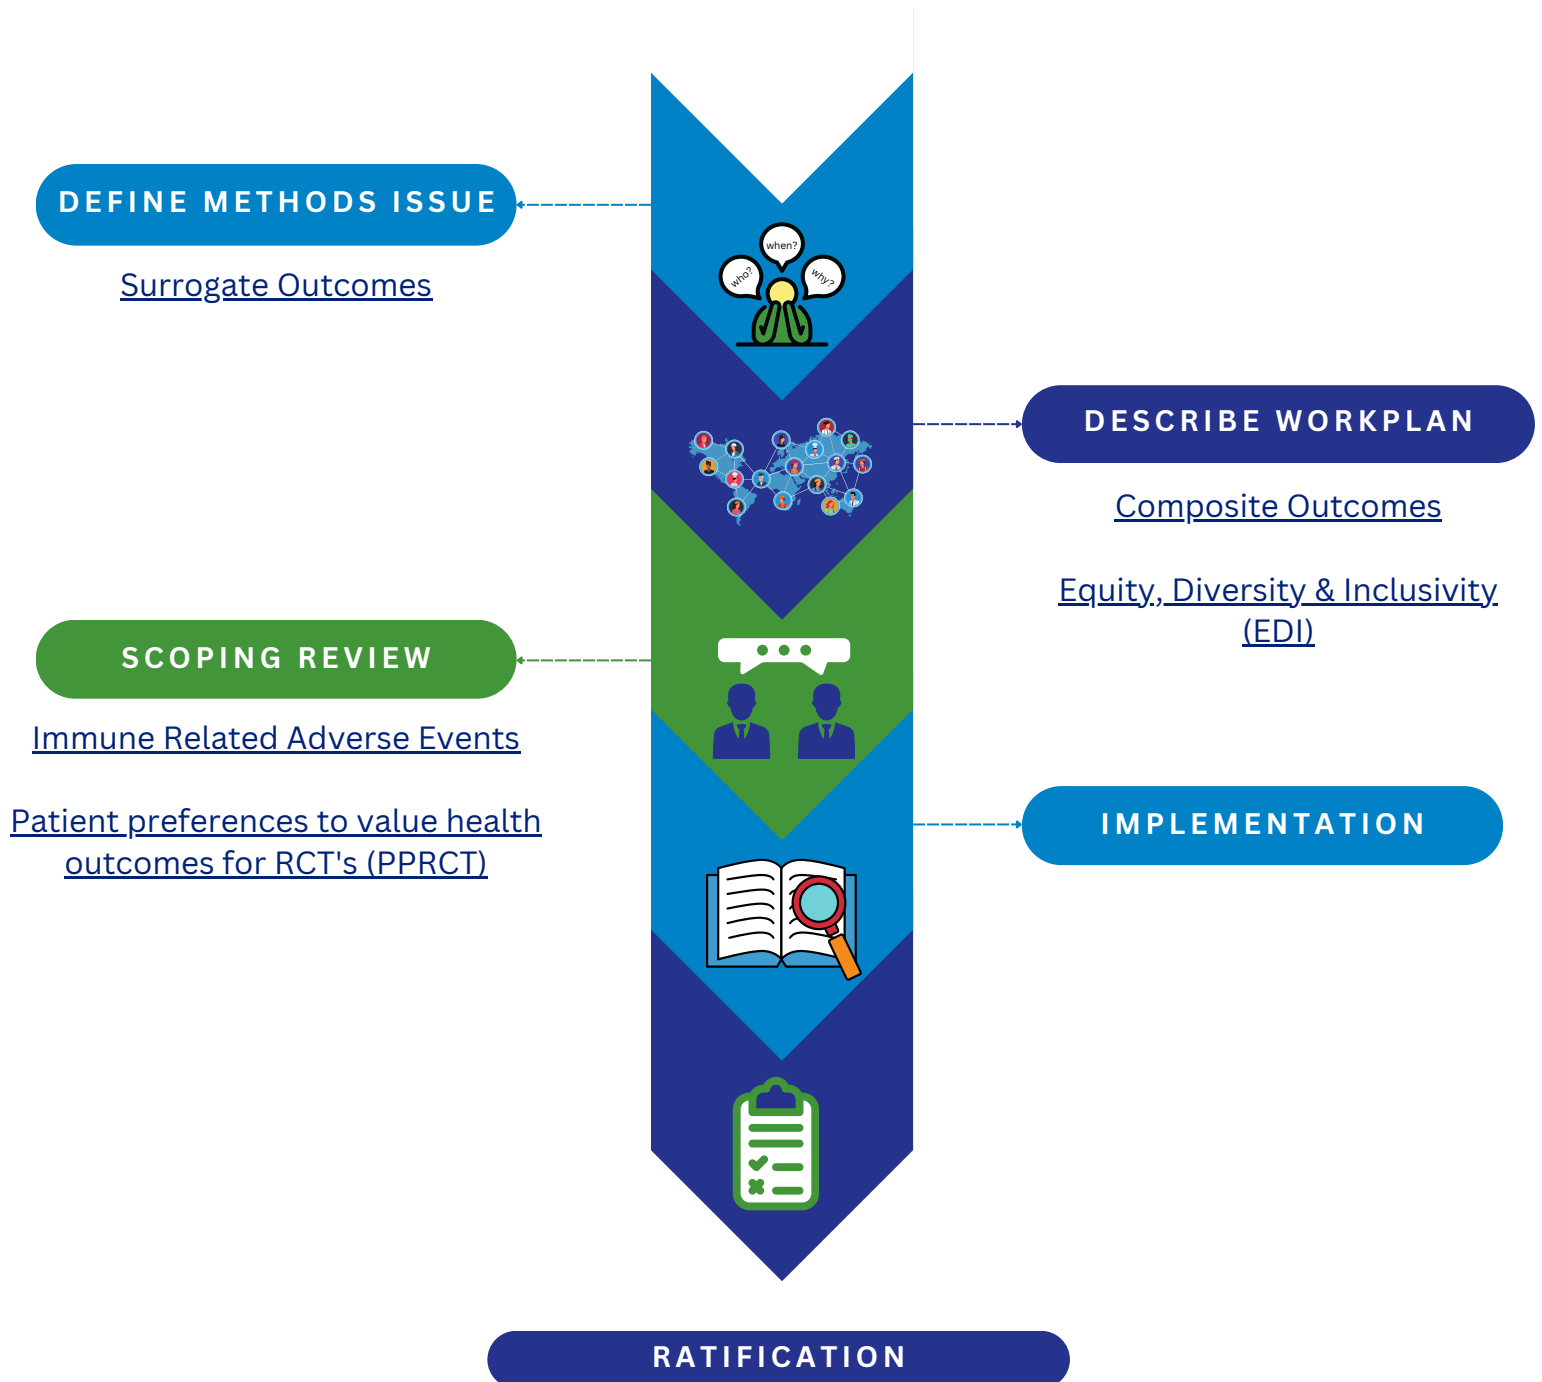 DEFINE METHODS ISSUE
Surrogate Outcomes
when?
who?
why?
DESCRIBE WORKPLAN
Composite Outcomes
Equity, Diversity & Inclusivity
(EDI)
SCOPING REVIEW
Immune Related Adverse Events
Patient preferences to value health
outcomes for RCT's (PPRCT)
IMPLEMENTATION
RATIFICATION